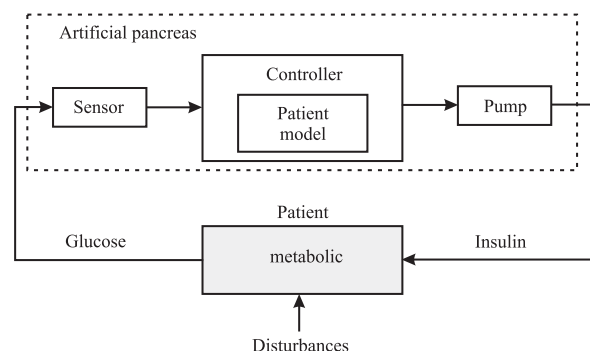 Artificial pancreas
Controller
Sensor
Patient
model
Pump
Patient
Glucose
metabolic
Insulin
Disturbances